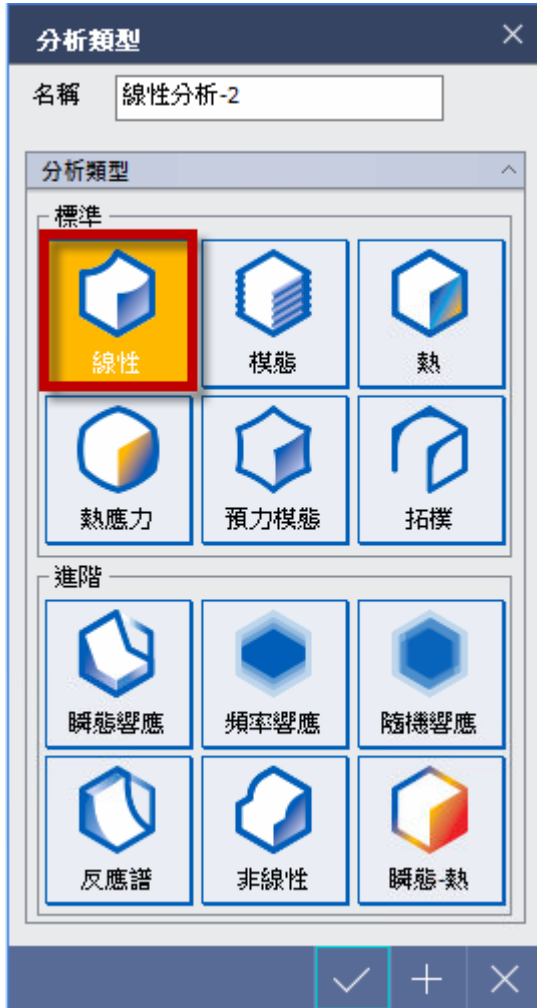 分析類型
名稱 線性分析-2
分析類型
標準
線性 模態 熱
熱應力 預力模態 拓樸
進階
瞬態響應 頻率響應 隨機響應
反應譜 非線性 瞬態-熱